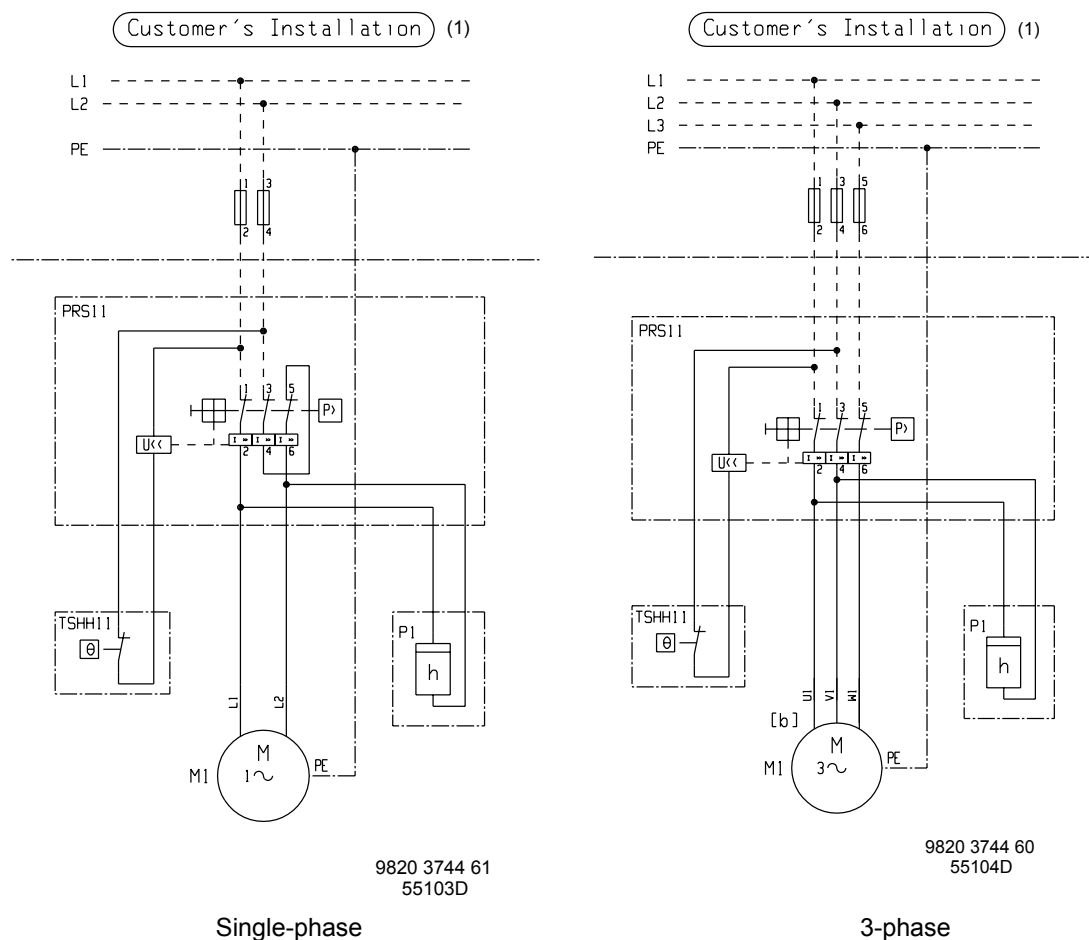 Customer's Installation (1)
L1
L2
PE
1 3
2 4
PRS11
1 3 5
P>
U<<
I » I » I »
2 4 6
TSHH11
θ
P1
h
L1
L2
M
1~
M1
PE
9820 3744 61
55103D
Single-phase
Customer's Installation (1)
L1
L2
L3
PE
1 3 5
2 4 6
PRS11
1 3 5
P>
U<<
I » I » I »
2 4 6
TSHH11
θ
P1
h
U1
V1
W1
[b]
M
3~
M1
PE
9820 3744 60
55104D
3-phase